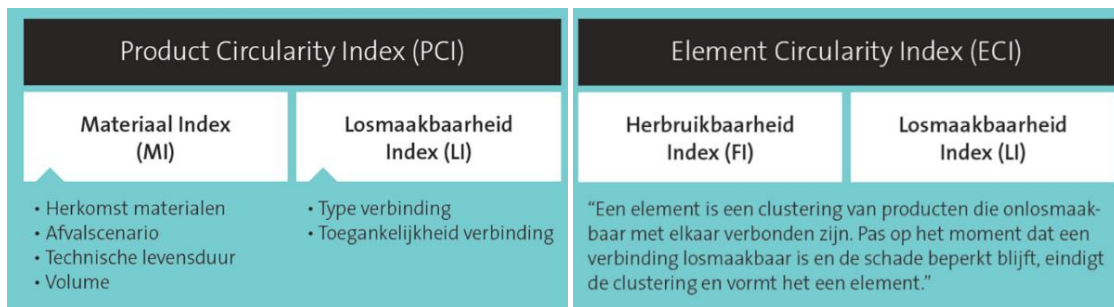 Product Circularity Index (PCI)
Materiaal Index
(MI)
Losmaakbaarheid
Index (LI)
• Herkomst materialen
• Afvalscenario
• Technische levensduur
• Volume
• Type verbinding
• Toegankelijkheid verbinding
Element Circularity Index (ECI)
Herbruikbaarheid
Index (FI)
Losmaakbaarheid
Index (LI)
“Een element is een clustering van producten die onlosmaak-
baar met elkaar verbonden zijn. Pas op het moment dat een
verbinding losmaakbaar is en de schade beperkt blijft, eindigt
de clustering en vormt het een element.”